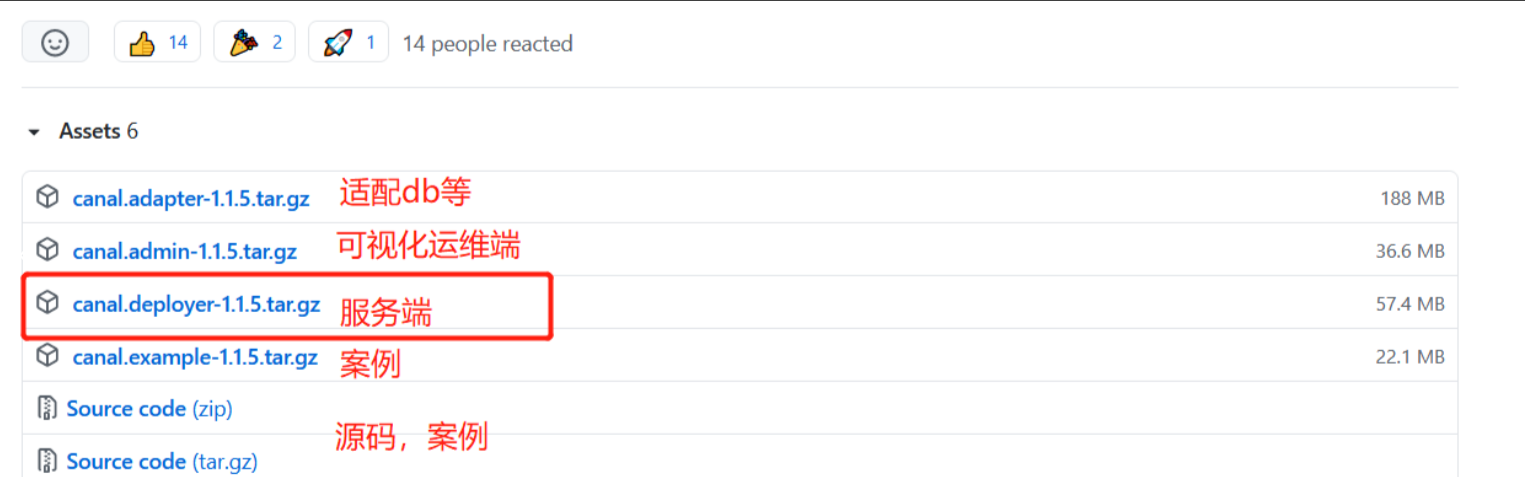 14 2 1 14 people reacted
Assets 6
canal.adapter-1.1.5.tar.gz 适配db等 188 MB
canal.admin-1.1.5.tar.gz 可视化运维端 36.6 MB
canal.deployer-1.1.5.tar.gz 服务端 57.4 MB
canal.example-1.1.5.tar.gz 案例 22.1 MB
Source code (zip)
源码，案例
Source code (tar.gz)